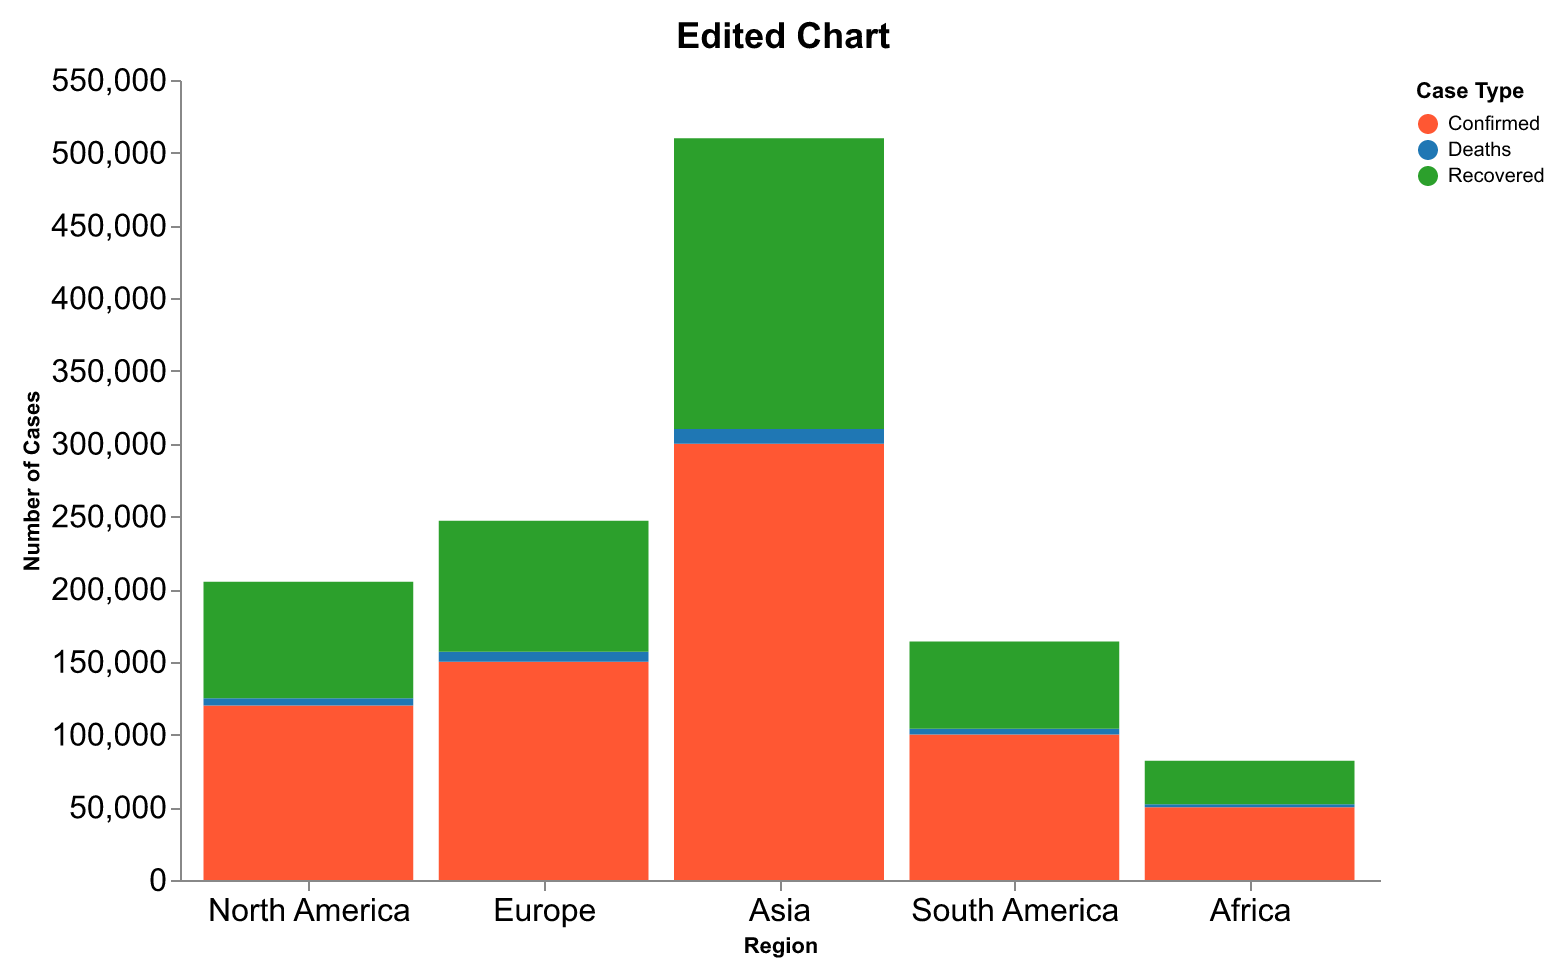 Edited Chart
550,000
500,000
450,000
400,000
350,000
300,000
250,000
200,000
150,000
100,000
50,000
0
Number of Cases
North America
Europe
Asia
South America
Africa
Region
Case Type
Confirmed
Deaths
Recovered